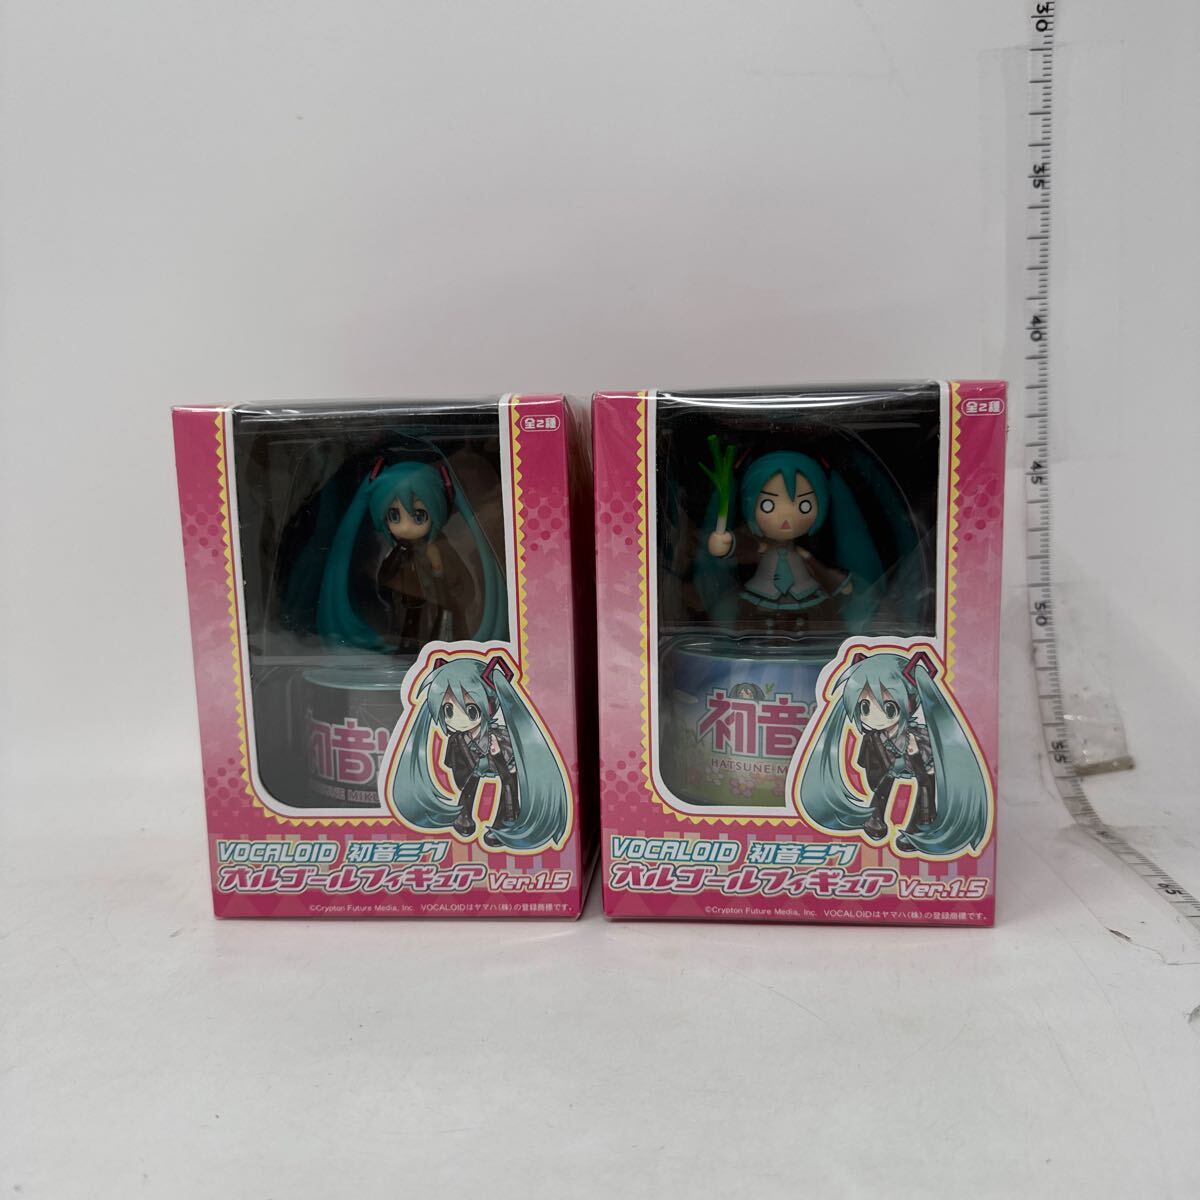 全2種
初音
VOCALOID 初音ミク
オルゴールフィギュア Ver.1.5
©Crypton Future Media, Inc. VOCALOIDはヤマハ(株)の登録商標です。
全2種
初音
HATSUNE
VOCALOID 初音ミク
オルゴールフィギュア Ver.1.5
©Crypton Future Media, Inc. VOCALOIDはヤマハ(株)の登録商標です。
30
35
40
45
50
55